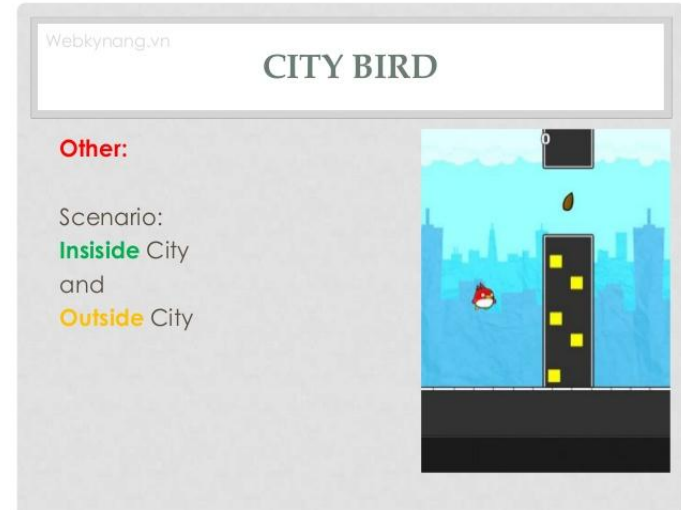 Webkynang.vn
CITY BIRD
Other:
Scenario:
Insiside City
and
Outside City
0